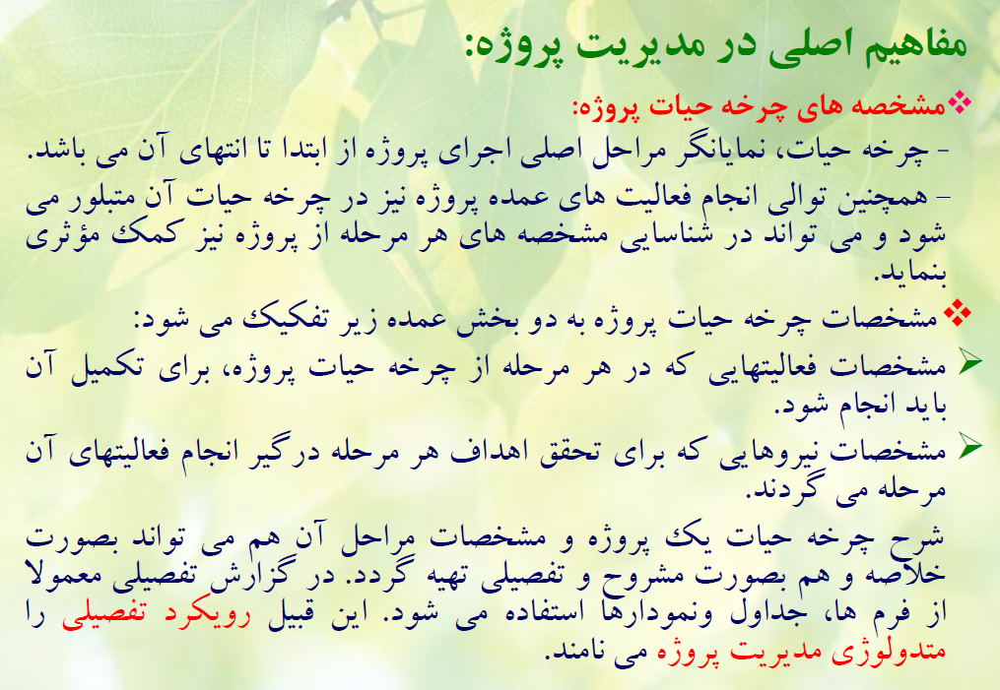 مفاهیم اصلی در مدیریت پروژه:
❖مشخصه های چرخه حیات پروژه:
- چرخه حیات، نمایانگر مراحل اصلی اجرای پروژه از ابتدا تا انتهای آن می باشد.
– همچنین توالی انجام فعالیت های عمده پروژه نیز در چرخه حیات آن متبلور می
شود و می تواند در شناسایی مشخصه های هر مرحله از پروژه نیز کمک مؤثری
بنماید.
❖مشخصات چرخه حیات پروژه به دو بخش عمده زیر تفکیک می شود:
➢ مشخصات فعالیتهایی که در هر مرحله از چرخه حیات پروژه، برای تکمیل آن
باید انجام شود.
➢ مشخصات نیروهایی که برای تحقق اهداف هر مرحله درگیر انجام فعالیتهای آن
مرحله می گردند.
شرح چرخه حیات یک پروژه و مشخصات مراحل آن هم می تواند بصورت
خلاصه و هم بصورت مشروح و تفصیلی تهیه گردد. در گزارش تفصیلی معمولا
از فرم ها، جداول ونمودارها استفاده می شود. این قبیل رویکرد تفصیلی را
متدولوژی مدیریت پروژه می نامند.